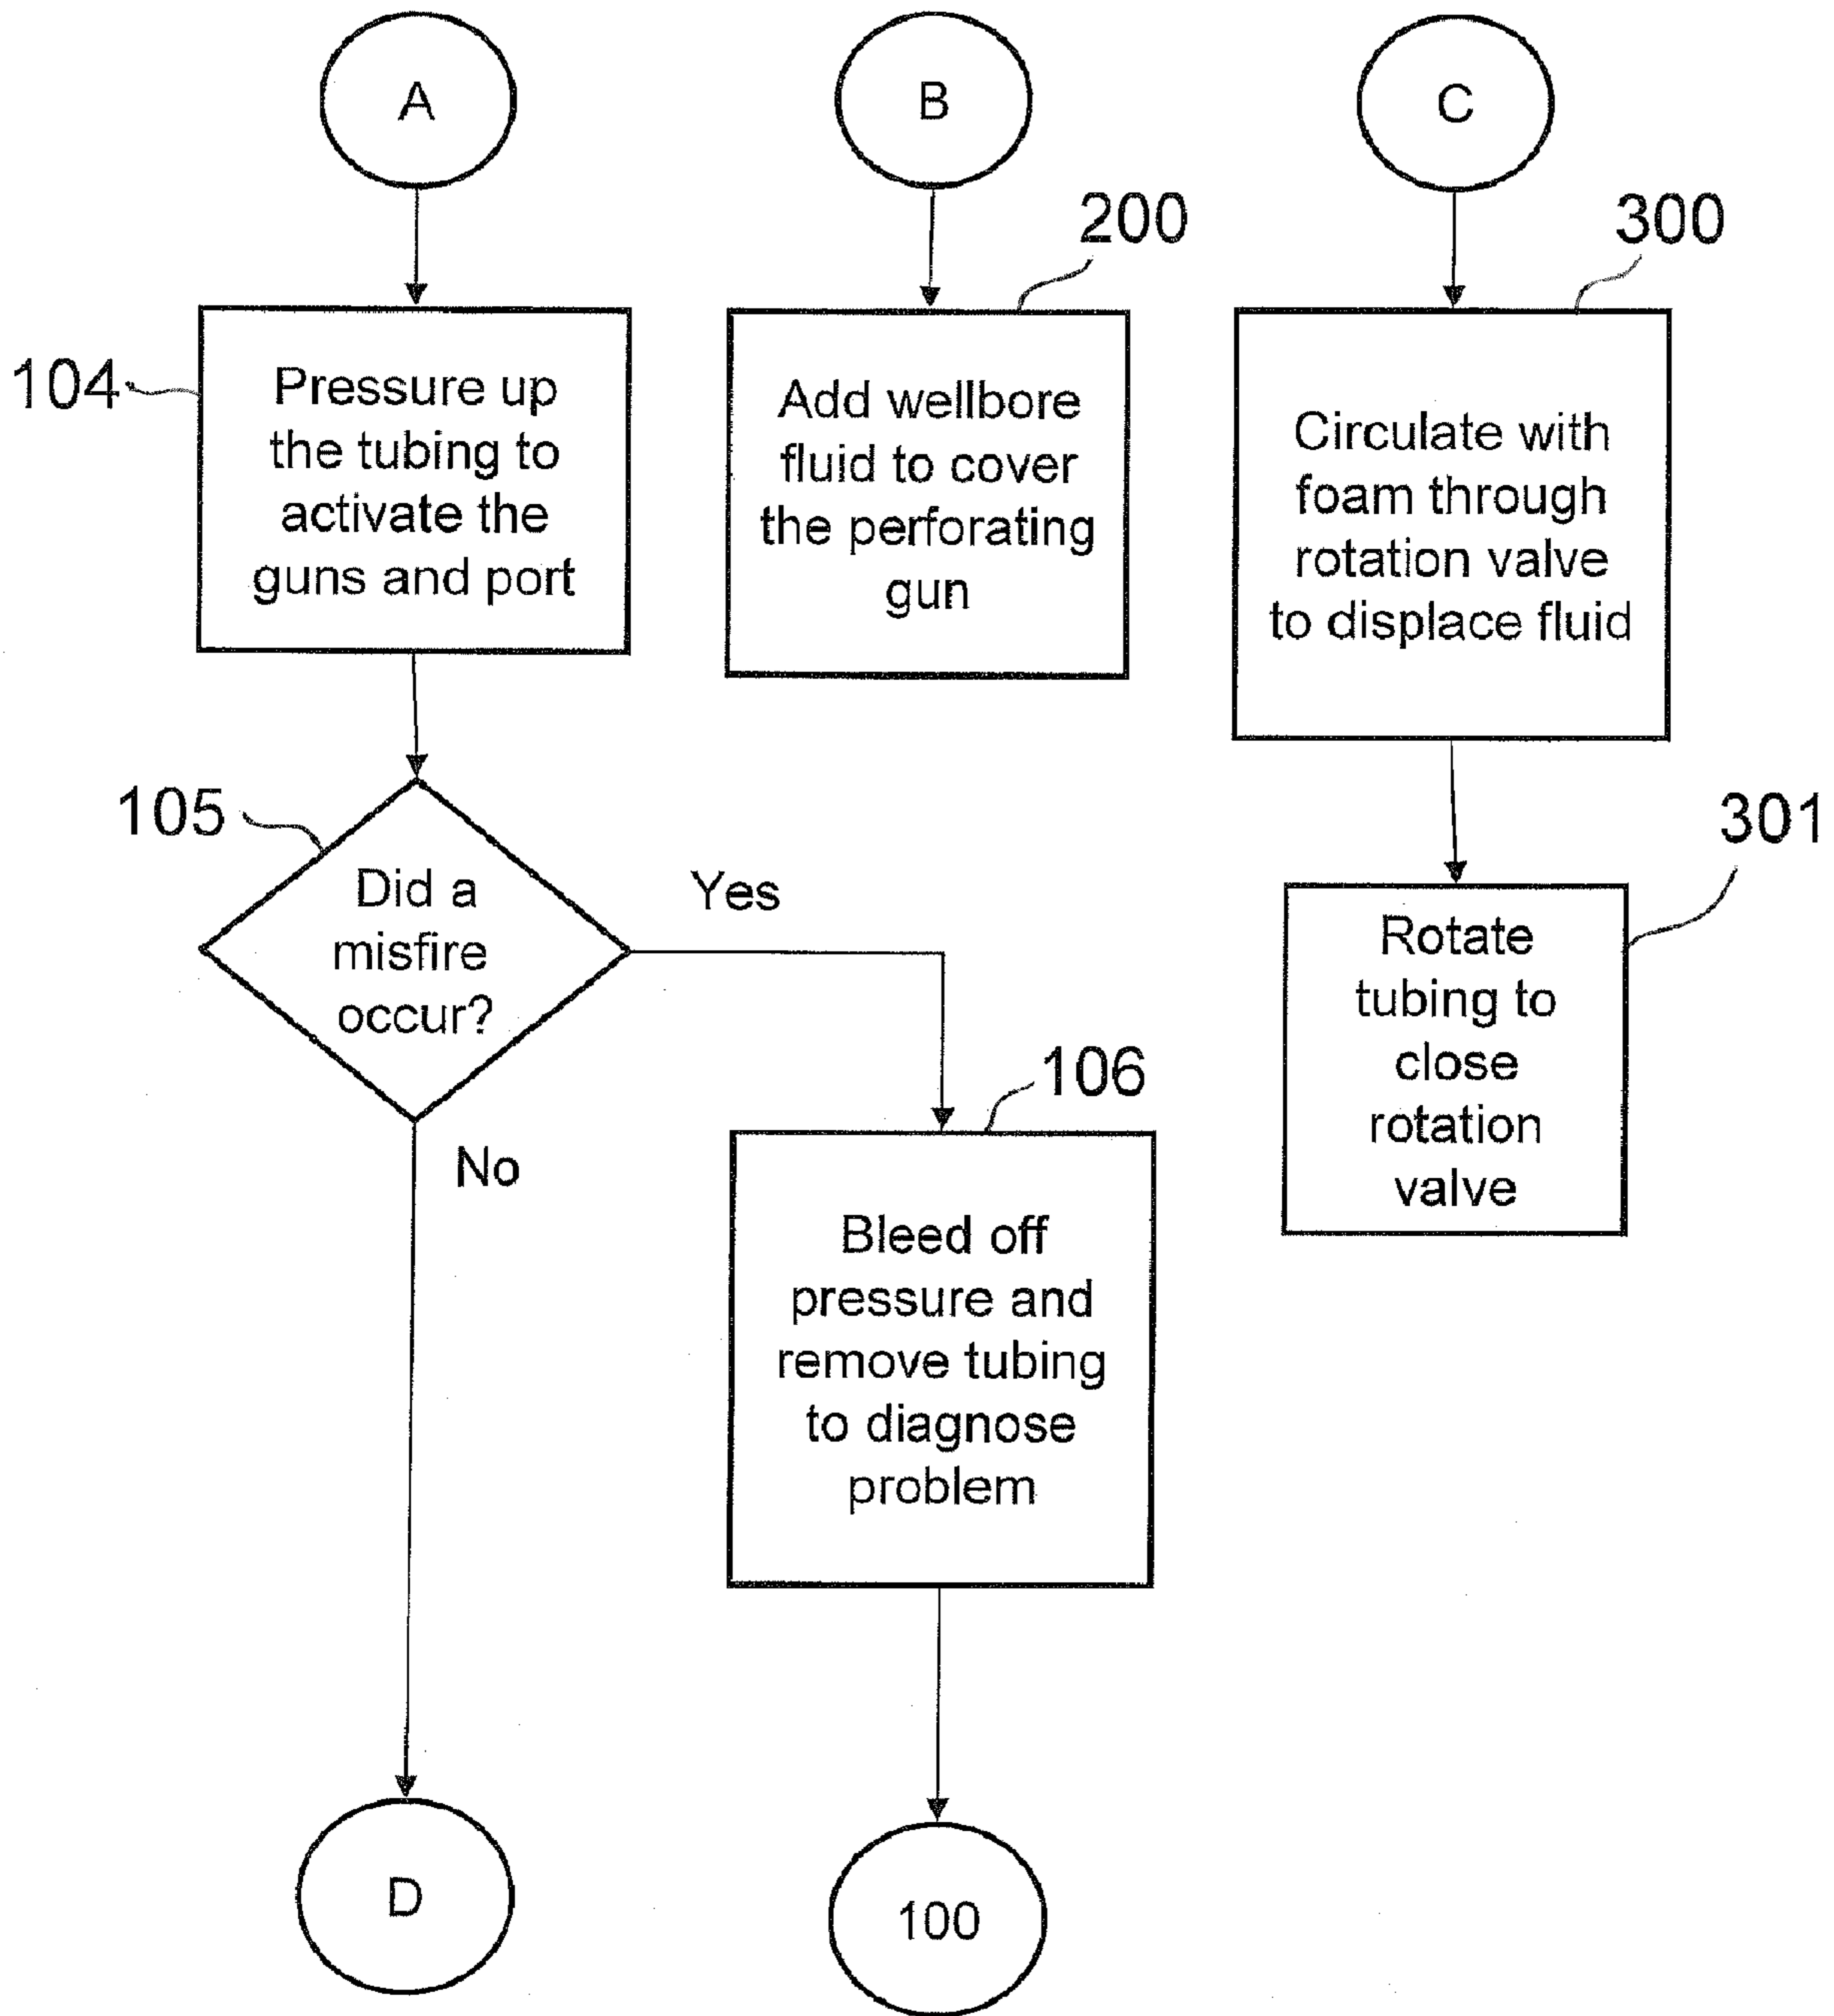 A
B
C
200
300
104
Pressure up
the tubing to
activate the
guns and port
Add wellbore
fluid to cover
the perforating
gun
Circulate with
foam through
rotation valve
to displace fluid
105
Did a
misfire
occur?
Yes
No
301
Rotate
tubing to
close
rotation
valve
106
Bleed off
pressure and
remove tubing
to diagnose
problem
D
100